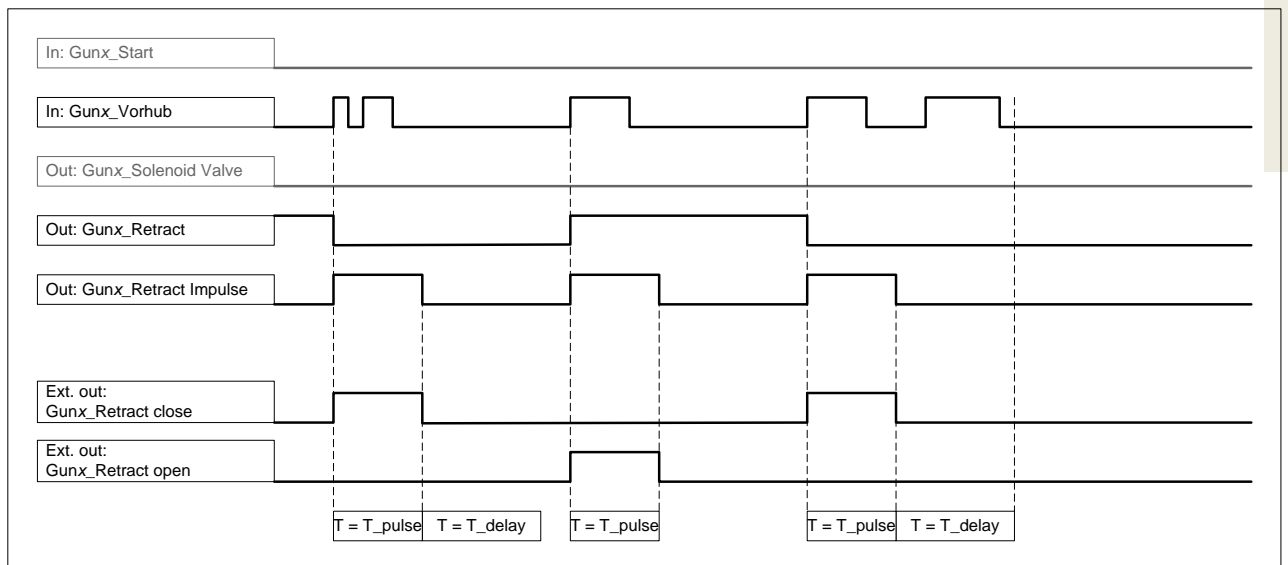 In: Gunx_Start
In: Gunx_Vorhub
Out: Gunx_Solenoid Valve
Out: Gunx_Retract
Out: Gunx_Retract Impulse
Ext. out:
Gunx_Retract close
Ext. out:
Gunx_Retract open
T = T_pulse T = T_delay T = T_pulse T = T_pulse T = T_delay